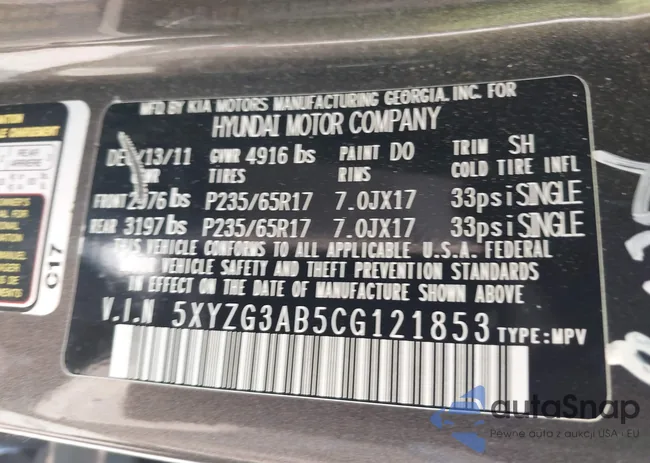 MFD BY KIA MOTORS MANUFACTURING GEORGIA. INC. FOR
HYUNDAI MOTOR COMPANY
13/11 GVWR 4916 lbs PAINT DO TRIM SH
TIRES RIMS COLD TIRE INFL
FRONT 2976 lbs P235/65R17 7.0JX17 33psi SINGLE
REAR 3197 lbs P235/65R17 7.0JX17 33psi SINGLE
THIS VEHICLE CONFORMS TO ALL APPLICABLE U.S.A. FEDERAL
MOTOR VEHICLE SAFETY AND THEFT PREVENTION STANDARDS
IN EFFECT ON THE DATE OF MANUFACTURE SHOWN ABOVE
V.I.N 5XYZG3AB5CG121853 TYPE:MPV
C17
autaSnap
Pewne auta z aukcji USA i EU